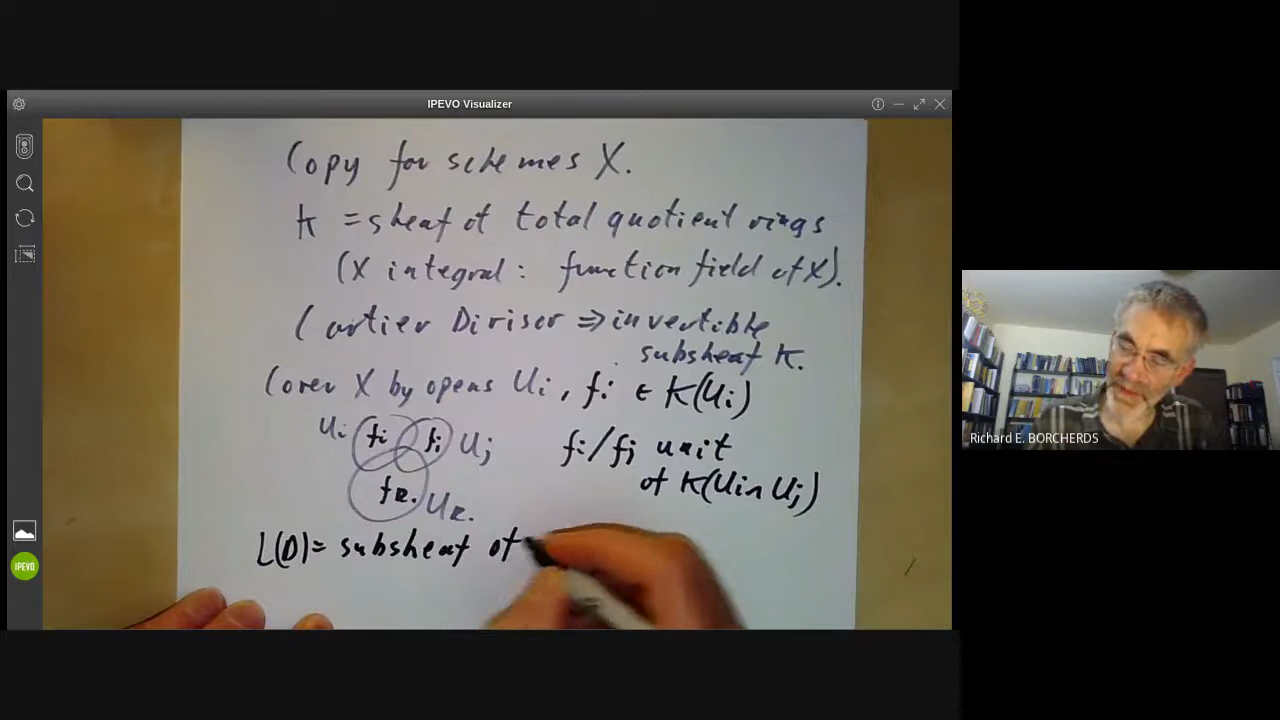 IPEVO Visualizer
Copy for schemes X.
K = sheaf of total quotient rings
(X integral : function field of X).
Cartier Divisor ⇒ invertible
subsheaf K.
Cover X by opens Ui , fi ∈ K(Ui)
Ui fi fj Uj fi/fj unit
of K(Ui∩Uj)
fk. Uk.
L(D) = subsheaf of
Richard E. BORCHERDS
IPEVO